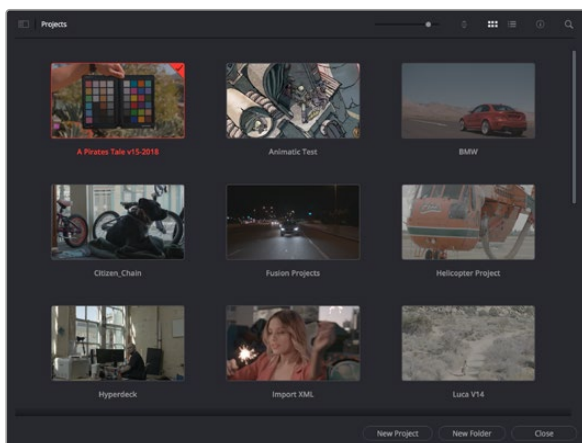 Projects
A Pirates Tale v15-2018
Animatic Test
BMW
Citizen_Chain
Fusion Projects
Helicopter Project
Hyperdeck
Import XML
Luca V14
New Project
New Folder
Close